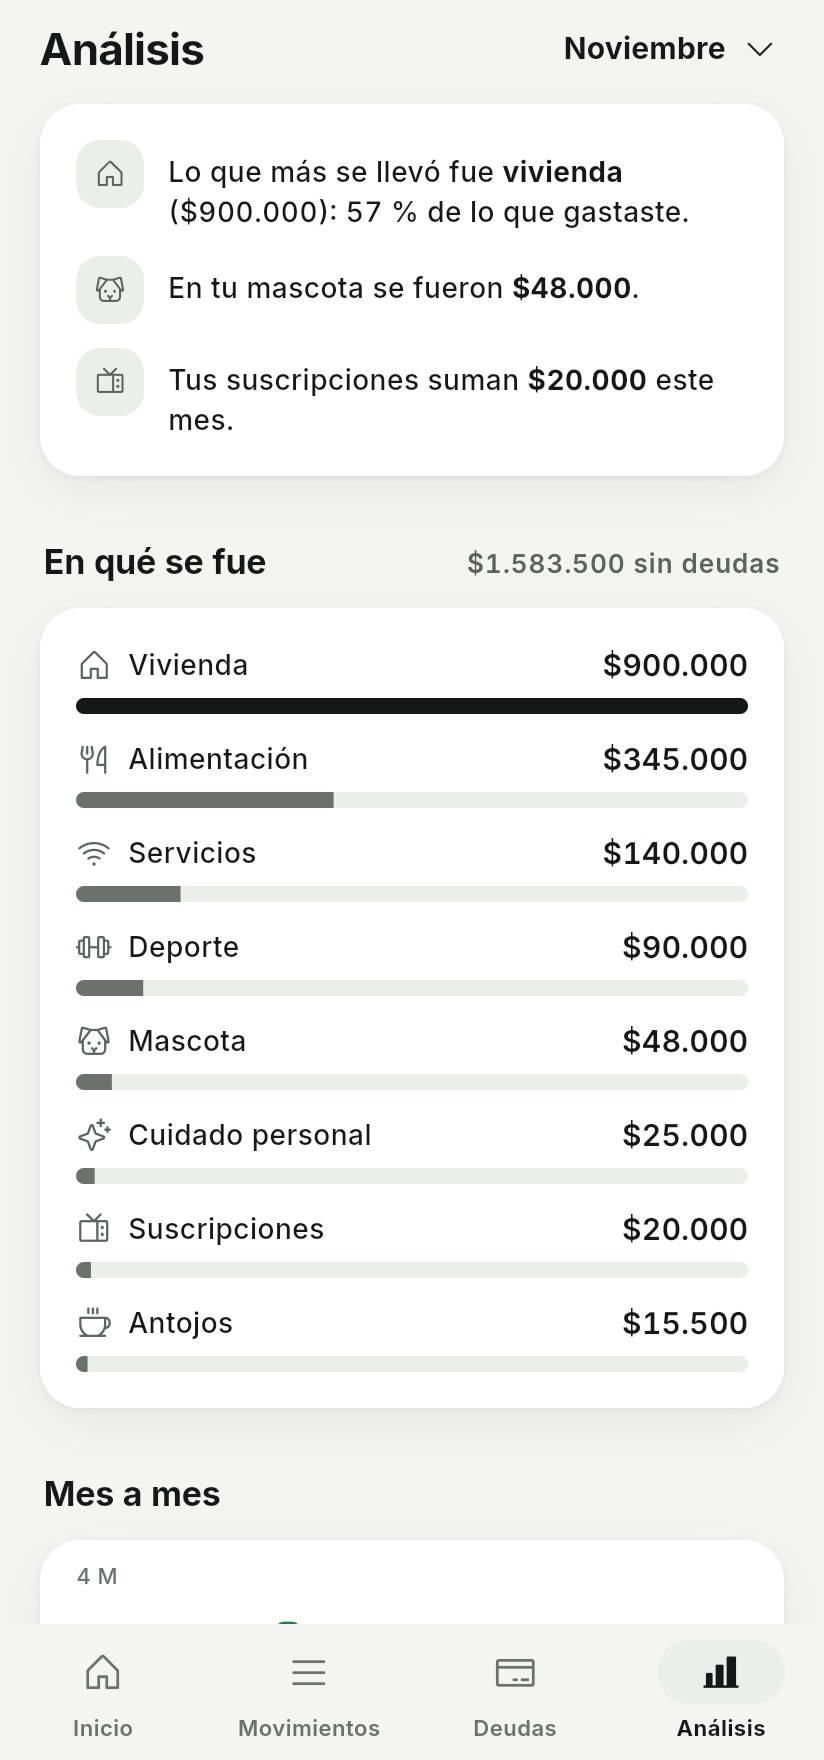 Análisis
Noviembre
Lo que más se llevó fue vivienda
($900.000): 57 % de lo que gastaste.
En tu mascota se fueron $48.000.
Tus suscripciones suman $20.000 este
mes.
En qué se fue
$1.583.500 sin deudas
Vivienda $900.000
Alimentación $345.000
Servicios $140.000
Deporte $90.000
Mascota $48.000
Cuidado personal $25.000
Suscripciones $20.000
Antojos $15.500
Mes a mes
4 M
Inicio Movimientos Deudas Análisis